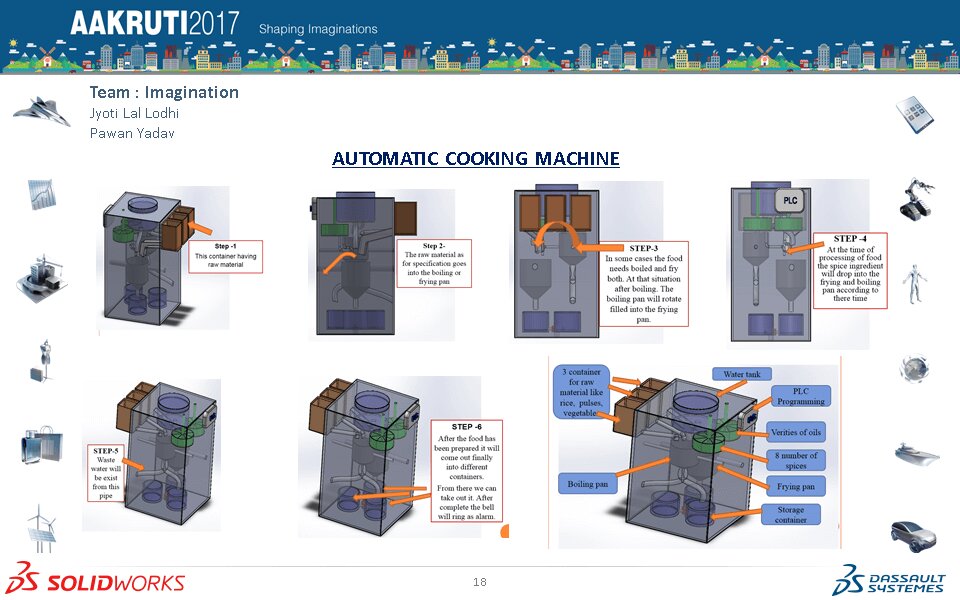 AAKRUTI2017 Shaping Imaginations
Team : Imagination
Jyoti Lal Lodhi
Pawan Yadav
AUTOMATIC COOKING MACHINE
Step -1
This container having
raw material
Step 2-
The raw material as
for specification goes
into the boiling or
frying pan
STEP-3
In some cases the food
needs boiled and fry
both. At that situation
after boiling. The
boiling pan will rotate
filled into the frying
pan.
PLC
STEP -4
At the time of
processing of food
the spice ingredient
will drop into the
frying and boiling
pan according to
there time
STEP-5
Waste
water will
be exist
from this
pipe
STEP -6
After the food has
been prepared it will
come out finally
into different
containers.
From there we can
take out it. After
complete the bell
will ring as alarm.
3 container
for raw
material like
rice, pulses,
vegetable
Water tank
PLC
Programming
Verities of oils
8 number of
spices
Boiling pan
Frying pan
Storage
container
SOLIDWORKS
18
DASSAULT
SYSTEMES